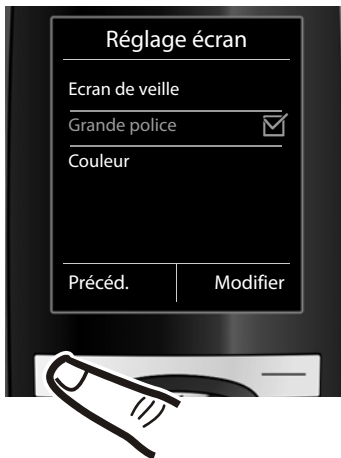 Réglage écran
Ecran de veille
Grande police
Couleur
Précéd. Modifier